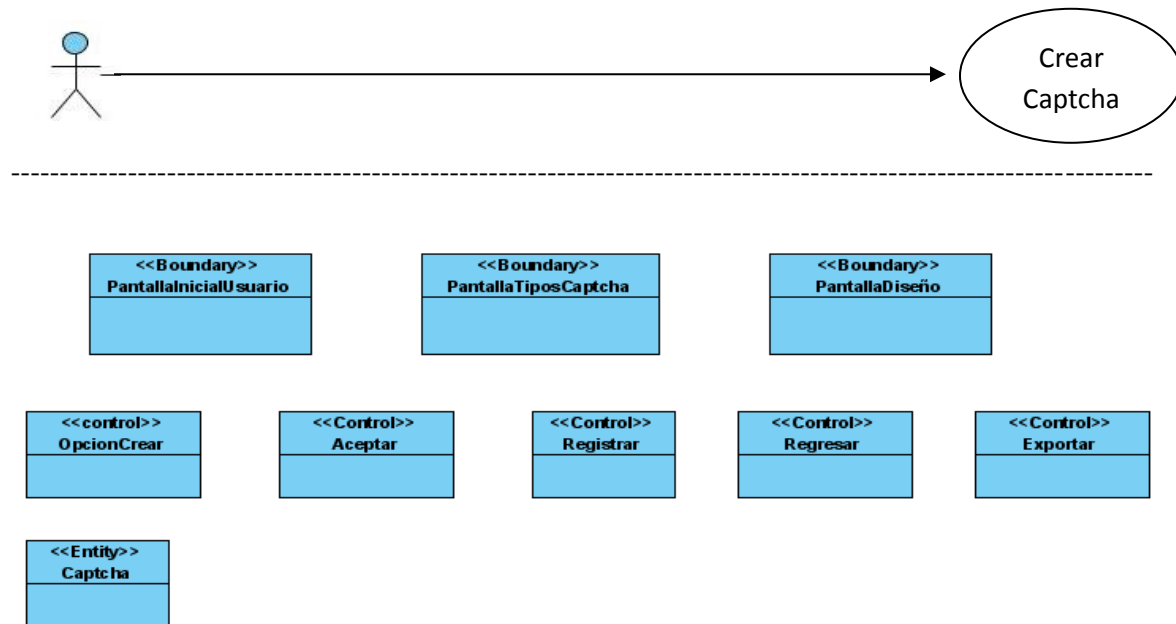 Crear
Captcha
<<Boundary>>
PantallaInicialUsuario
<<Boundary>>
PantallaTiposCaptcha
<<Boundary>>
PantallaDiseño
<<control>>
OpcionCrear
<<Control>>
Aceptar
<<Control>>
Registrar
<<Control>>
Regresar
<<Control>>
Exportar
<<Entity>>
Captcha